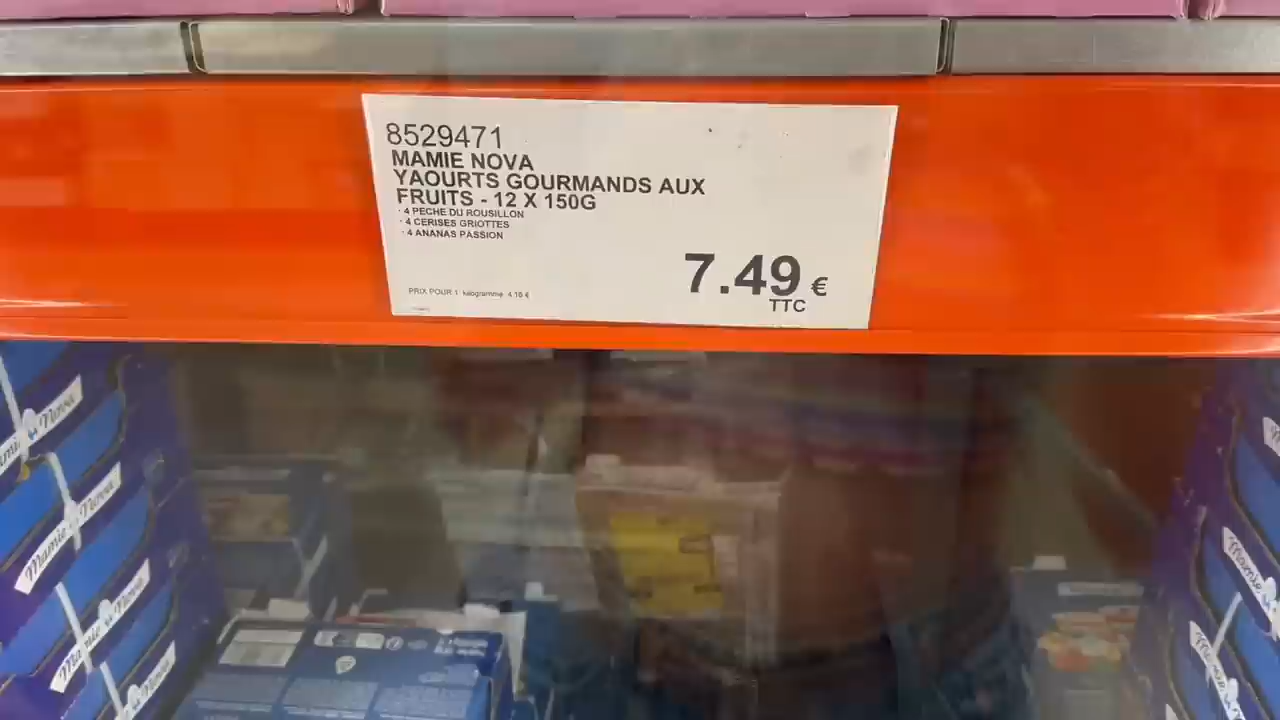 8529471
MAMIE NOVA
YAOURTS GOURMANDS AUX
FRUITS - 12 X 150G
· 4 PECHE DU ROUSILLON
· 4 CERISES GRIOTTES
· 4 ANANAS PASSION
7.49 €
TTC
PRIX POUR 1 kilogramme 4.16 €
Nova
Mamie Nova
Mamie Nova
Mamie Nova
Mamie